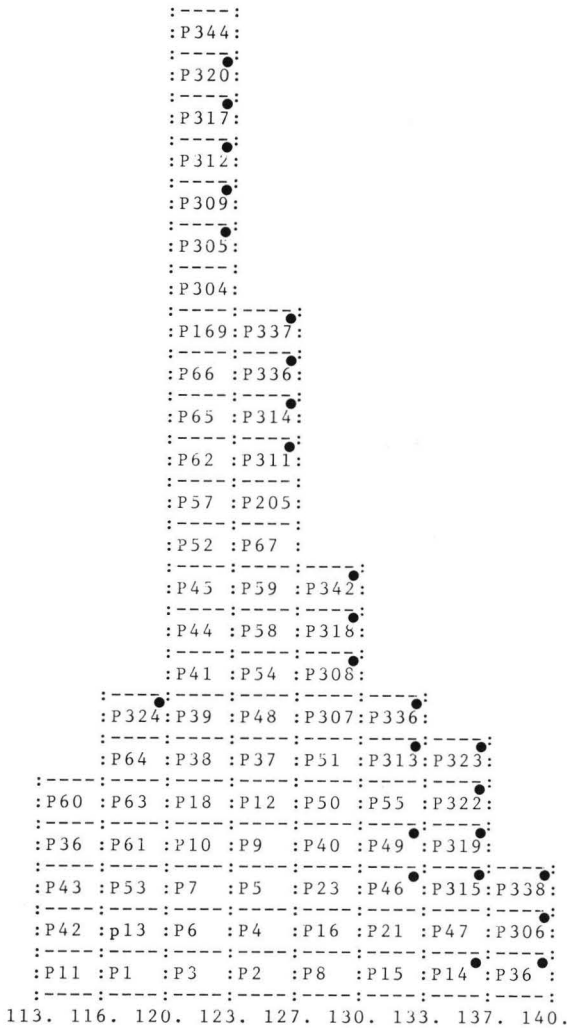 :P344:
:P320:
:P317:
:P312:
:P309:
:P305:
:P304:
:P169:P337:
:P66 :P336:
:P65 :P314:
:P62 :P311:
:P57 :P205:
:P52 :P67 :
:P45 :P59 :P342:
:P44 :P58 :P318:
:P41 :P54 :P308:
:P324:P39 :P48 :P307:P336:
:P64 :P38 :P37 :P51 :P313:P323:
:P60 :P63 :P18 :P12 :P50 :P55 :P322:
:P36 :P61 :P10 :P9 :P40 :P49 :P319:
:P43 :P53 :P7 :P5 :P23 :P46 :P315:P338:
:P42 :p13 :P6 :P4 :P16 :P21 :P47 :P306:
:P11 :P1 :P3 :P2 :P8 :P15 :P14 :P36 :
113. 116. 120. 123. 127. 130. 133. 137. 140.